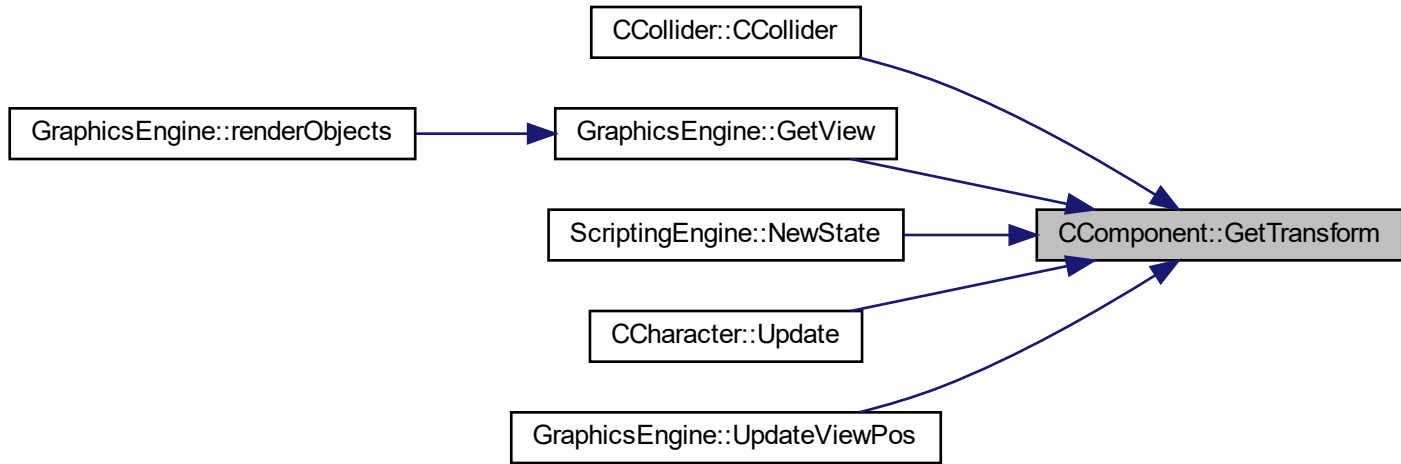 CCollider::CCollider
GraphicsEngine::renderObjects
GraphicsEngine::GetView
ScriptingEngine::NewState
CComponent::GetTransform
CCharacter::Update
GraphicsEngine::UpdateViewPos